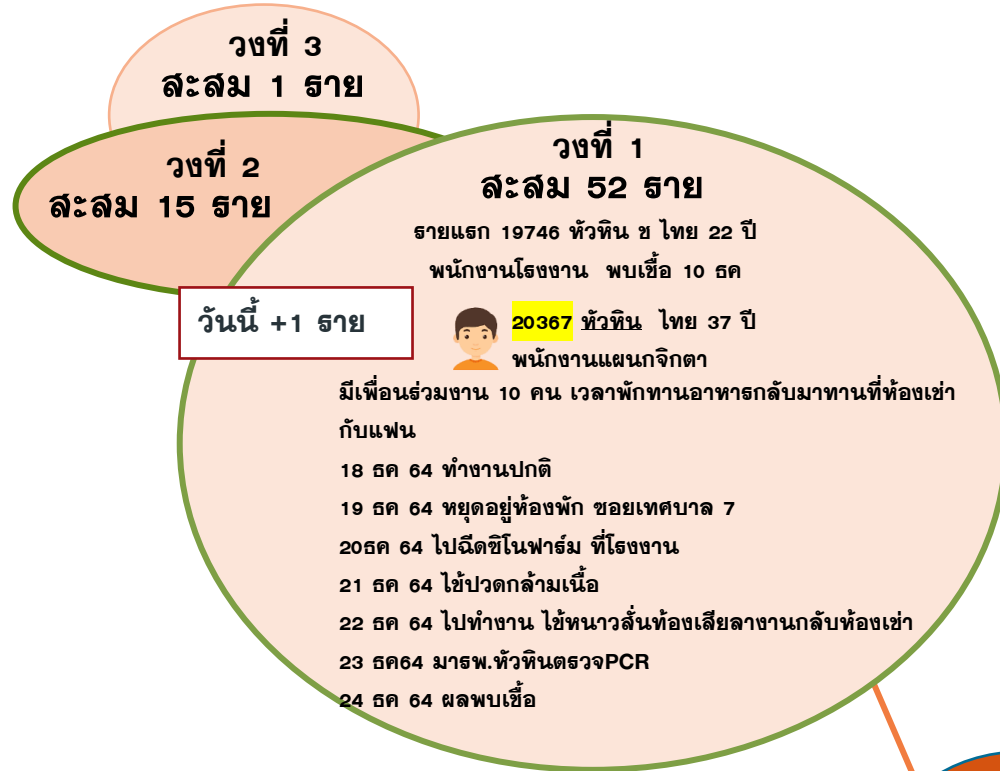 วงที่ 3
สะสม 1 ราย
วงที่ 2
สะสม 15 ราย
วงที่ 1
สะสม 52 ราย
รายแรก 19746 หัวหิน ช ไทย 22 ปี
พนักงานโรงงาน พบเชื้อ 10 ธค
วันนี้ +1 ราย
20367 หัวหิน ไทย 37 ปี
พนักงานแผนกจิกตา
มีเพื่อนร่วมงาน 10 คน เวลาพักทานอาหารกลับมาทานที่ห้องเช่า
กับแฟน
18 ธค 64 ทำงานปกติ
19 ธค 64 หยุดอยู่ห้องพัก ซอยเทศบาล 7
20ธค 64 ไปฉีดซิโนฟาร์ม ที่โรงงาน
21 ธค 64 ไข้ปวดกล้ามเนื้อ
22 ธค 64 ไปทำงาน ไข้หนาวสั่นท้องเสียลางานกลับห้องเช่า
23 ธค64 มารพ.หัวหินตรวจPCR
24 ธค 64 ผลพบเชื้อ